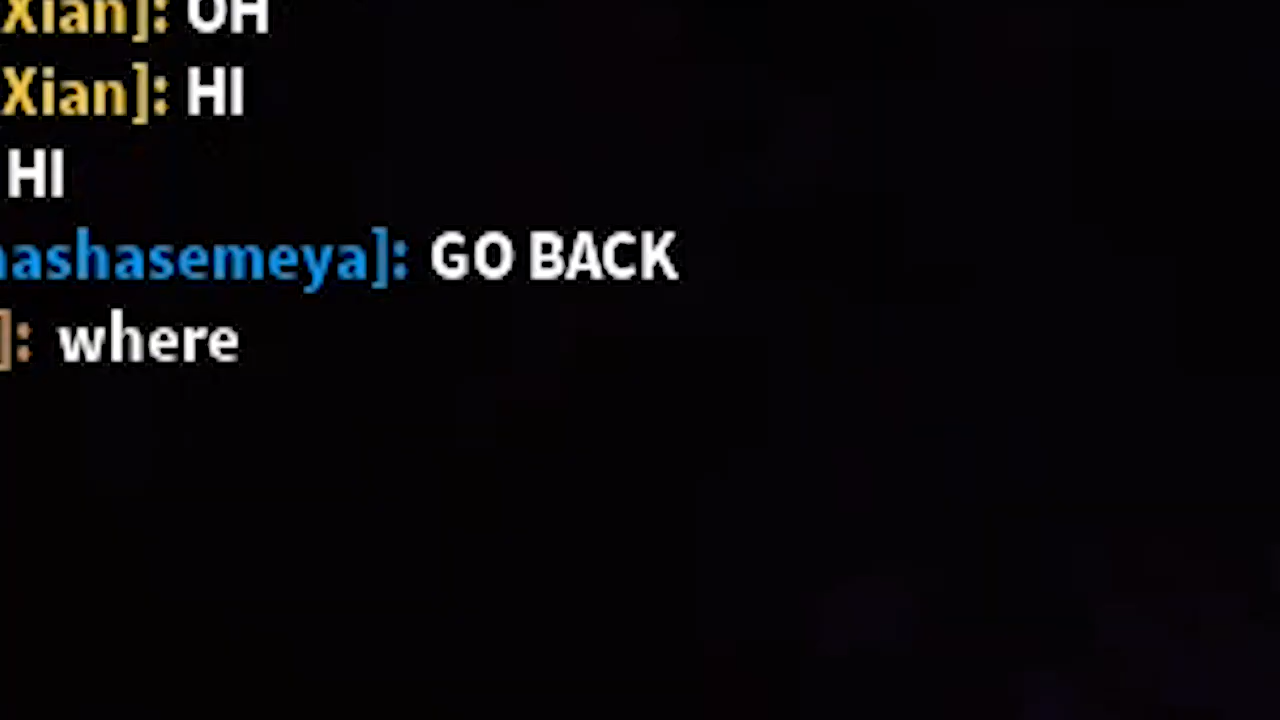 Xian]: OH
Xian]: HI
HI
ashasemeya]: GO BACK
]: where